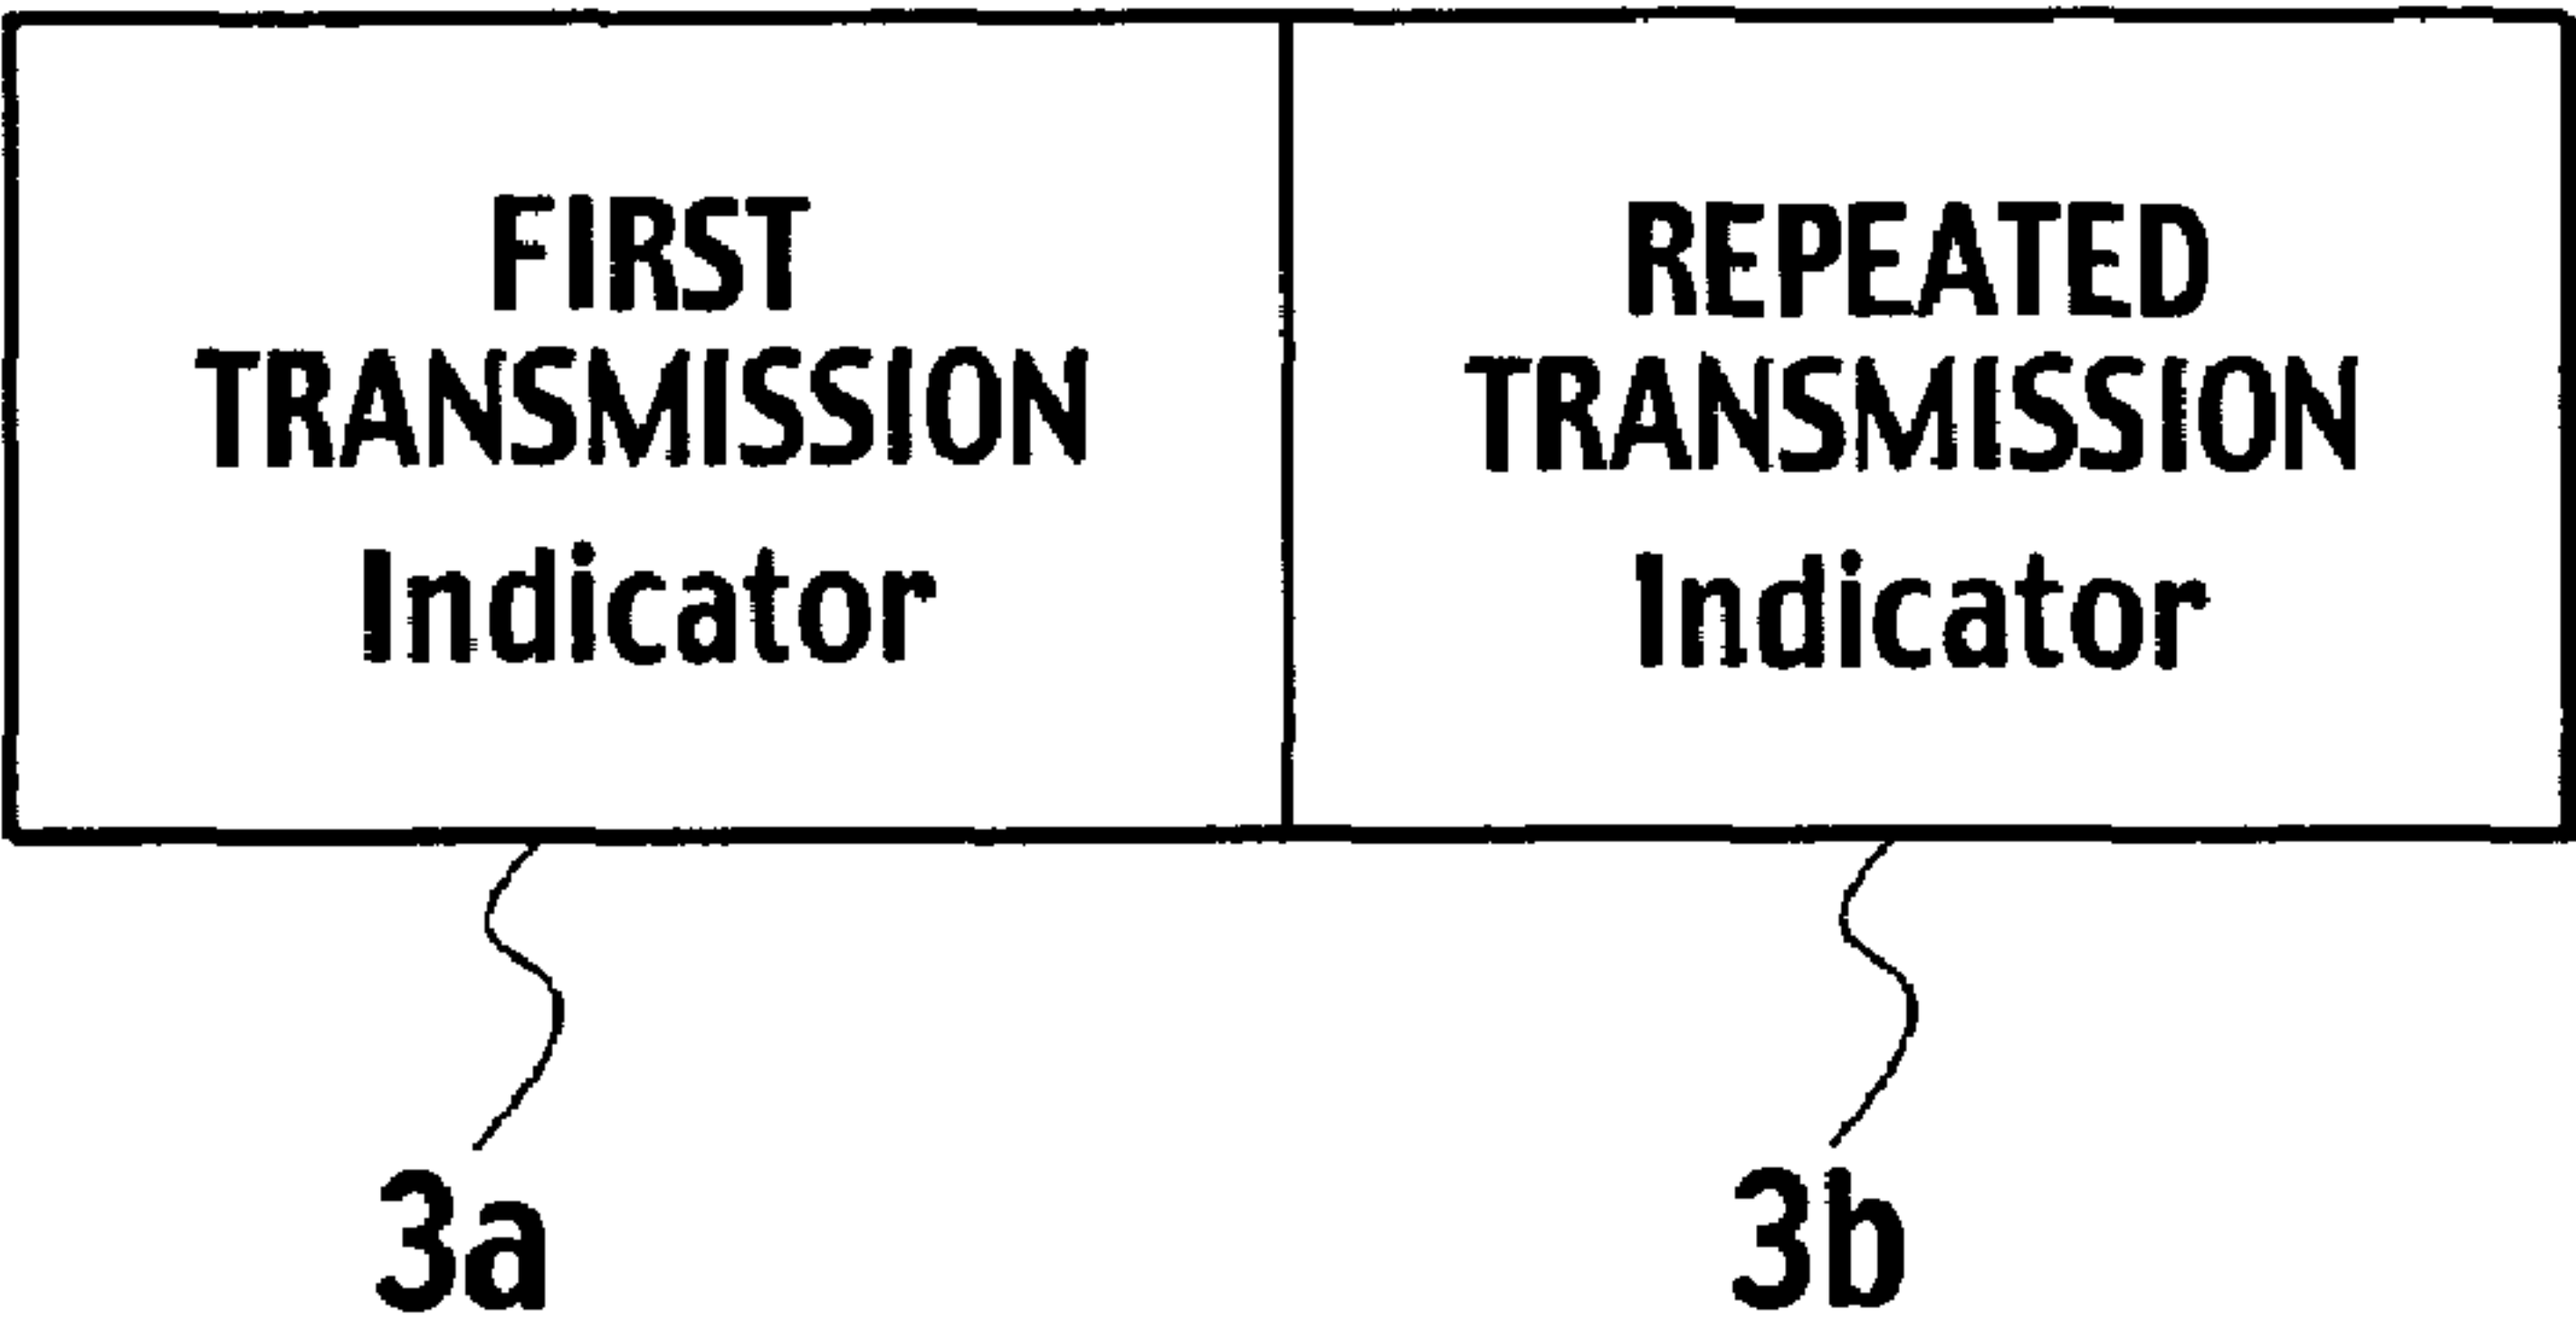 FIRST
TRANSMISSION
Indicator
REPEATED
TRANSMISSION
Indicator
3a
3b